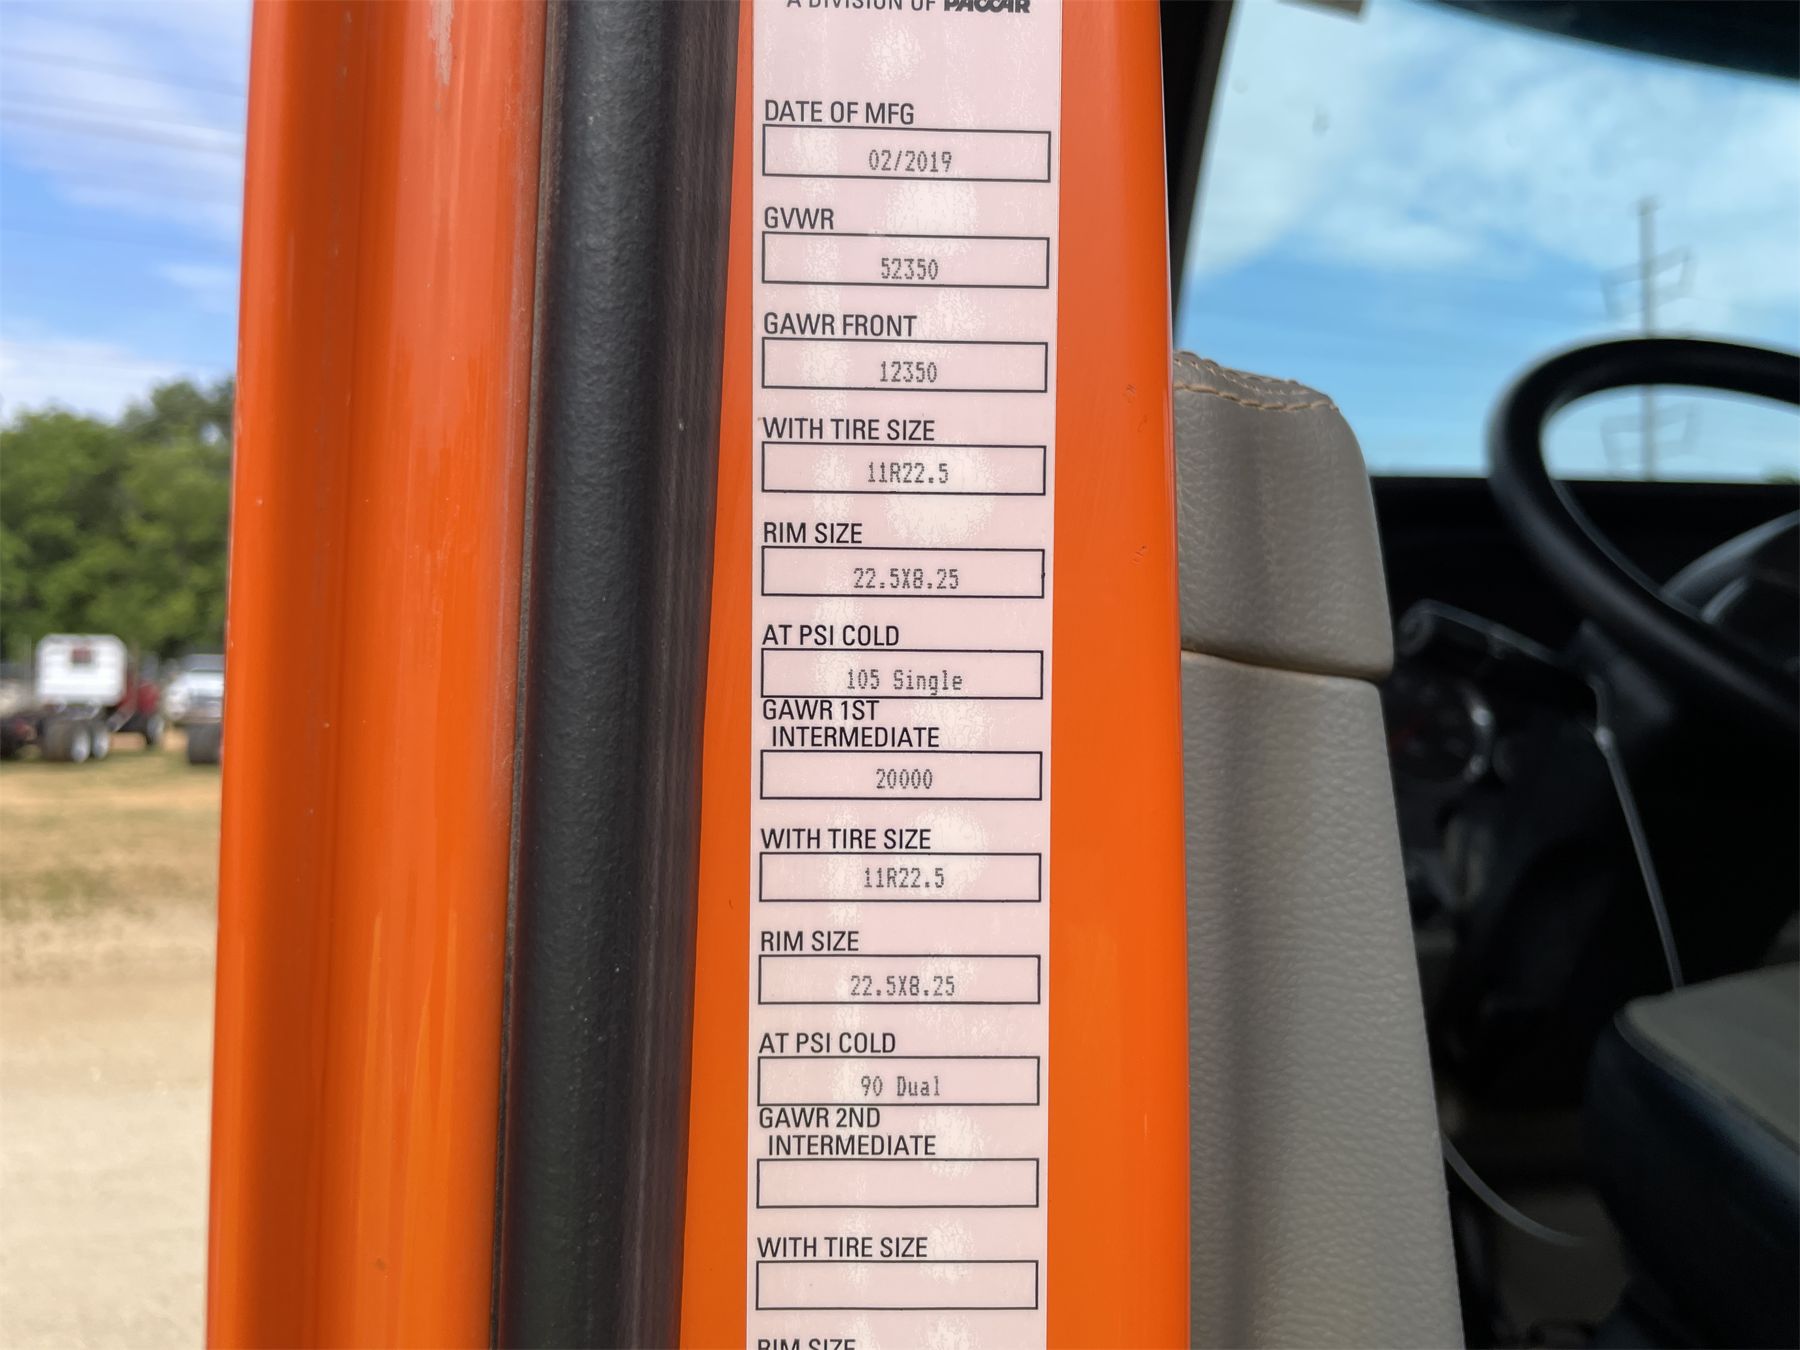 A DIVISION OF PACCAR
DATE OF MFG
02/2019
GVWR
52350
GAWR FRONT
12350
WITH TIRE SIZE
11R22.5
RIM SIZE
22.5X8.25
AT PSI COLD
105 Single
GAWR 1ST
INTERMEDIATE
20000
WITH TIRE SIZE
11R22.5
RIM SIZE
22.5X8.25
AT PSI COLD
90 Dual
GAWR 2ND
INTERMEDIATE
WITH TIRE SIZE
RIM SIZE